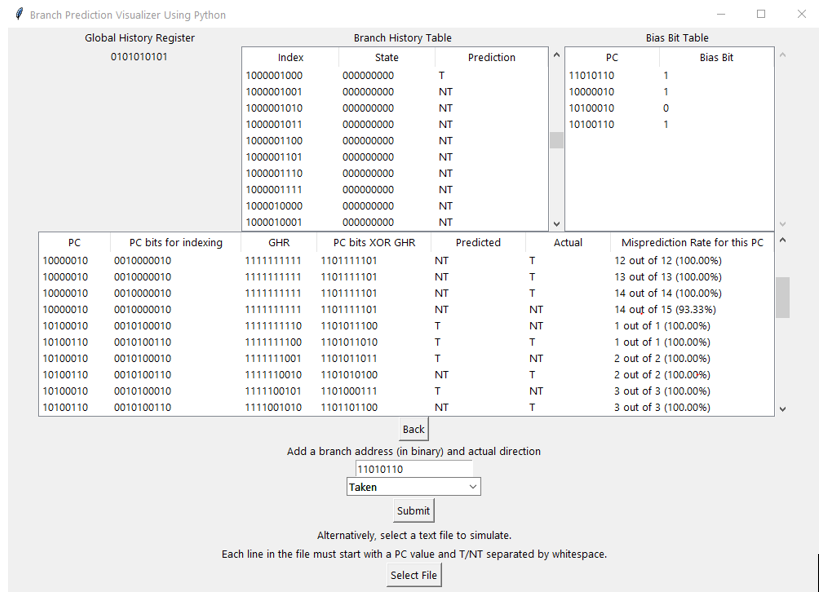 Branch Prediction Visualizer Using Python
Global History Register Branch History Table Bias Bit Table
0101010101
Index State Prediction
1000001000 000000000 T
1000001001 000000000 NT
1000001010 000000000 NT
1000001011 000000000 NT
1000001100 000000000 NT
1000001101 000000000 NT
1000001110 000000000 NT
1000001111 000000000 NT
1000010000 000000000 NT
1000010001 000000000 NT
PC Bias Bit
11010110 1
10000010 1
10100010 0
10100110 1
PC PC bits for indexing GHR PC bits XOR GHR Predicted Actual Misprediction Rate for this PC
10000010 0010000010 1111111111 1101111101 NT T 12 out of 12 (100.00%)
10000010 0010000010 1111111111 1101111101 NT T 13 out of 13 (100.00%)
10000010 0010000010 1111111111 1101111101 NT T 14 out of 14 (100.00%)
10000010 0010000010 1111111111 1101111101 NT NT 14 out of 15 (93.33%)
10100010 0010100010 1111111110 1101011100 T NT 1 out of 1 (100.00%)
10100110 0010100110 1111111100 1101011010 T T 1 out of 1 (100.00%)
10100010 0010100010 1111111001 1101011011 T NT 2 out of 2 (100.00%)
10100110 0010100110 1111110010 1101010100 NT T 2 out of 2 (100.00%)
10100010 0010100010 1111100101 1101000111 T NT 3 out of 3 (100.00%)
10100110 0010100110 1111001010 1101101100 NT T 3 out of 3 (100.00%)
Back
Add a branch address (in binary) and actual direction
11010110
Taken
Submit
Alternatively, select a text file to simulate.
Each line in the file must start with a PC value and T/NT separated by whitespace.
Select File